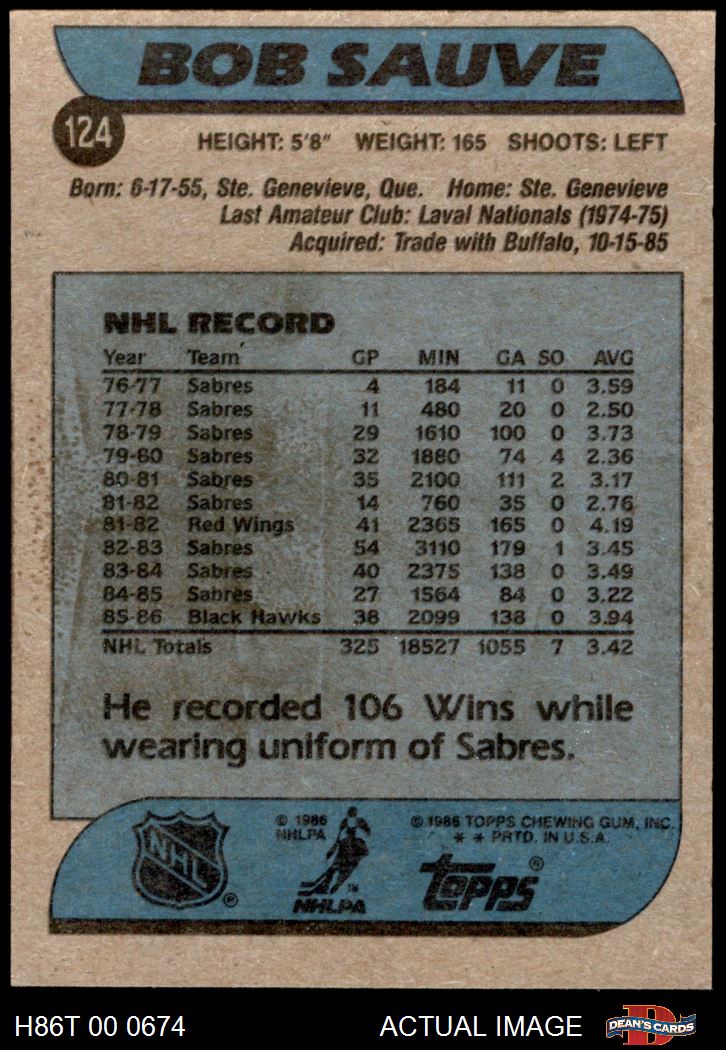 BOB SAUVE
124
HEIGHT: 5'8" WEIGHT: 165 SHOOTS: LEFT
Born: 6-17-55, Ste. Genevieve, Que. Home: Ste. Genevieve
Last Amateur Club: Laval Nationals (1974-75)
Acquired: Trade with Buffalo, 10-15-85
NHL RECORD
Year Team GP MIN GA SO AVG
76-77 Sabres 4 184 11 0 3.59
77-78 Sabres 11 480 20 0 2.50
78-79 Sabres 29 1610 100 0 3.73
79-80 Sabres 32 1880 74 4 2.36
80-81 Sabres 35 2100 111 2 3.17
81-82 Sabres 14 760 35 0 2.76
81-82 Red Wings 41 2365 165 0 4.19
82-83 Sabres 54 3110 179 1 3.45
83-84 Sabres 40 2375 138 0 3.49
84-85 Sabres 27 1564 84 0 3.22
85-86 Black Hawks 38 2099 138 0 3.94
NHL Totals 325 18527 1055 7 3.42
He recorded 106 Wins while
wearing uniform of Sabres.
NHL ®
© 1986
NHLPA
™
NHLPA
© 1986 TOPPS CHEWING GUM, INC.
* * PRTD. IN U.S.A.
topps ®
H86T 00 0674 ACTUAL IMAGE
D
DEAN'S CARDS